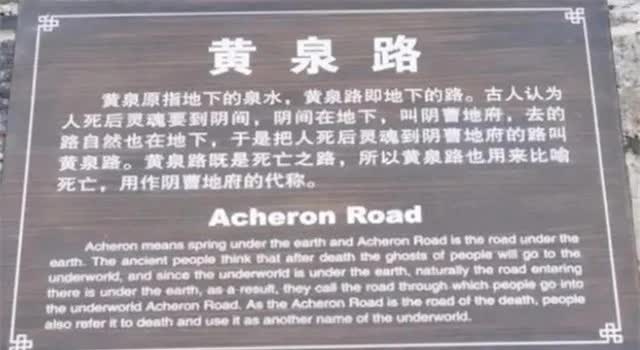 黄泉路
黄泉原指地下的泉水，黄泉路即地下的路。古人认为
人死后灵魂要到阴间，阴间在地下，叫阴曹地府，去的
路自然也在地下，于是把人死后灵魂到阴曹地府的路叫
黄泉路。黄泉路既是死亡之路，所以黄泉路也用来比喻
死亡，用作阴曹地府的代称。
Acheron Road
Acheron means spring under the earth and Acheron Road is the road under the
earth. The ancient people think that after death the ghosts of people will go to the
underworld, and since the underworld is under the earth, naturally the road entering
there is under the earth, as a result, they call the road through which people go into
the underworld Acheron Road. As the Acheron Road is the road of the death, people
also refer it to death and use it as another name of the underworld.